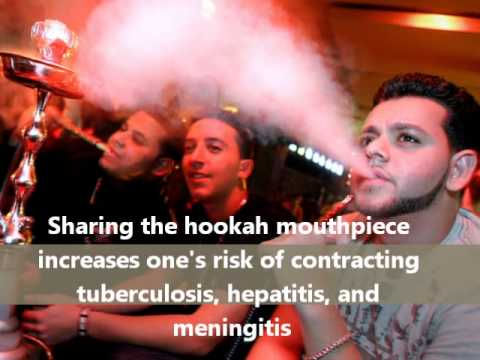 Sharing the hookah mouthpiece
increases one's risk of contracting
tuberculosis, hepatitis, and
meningitis